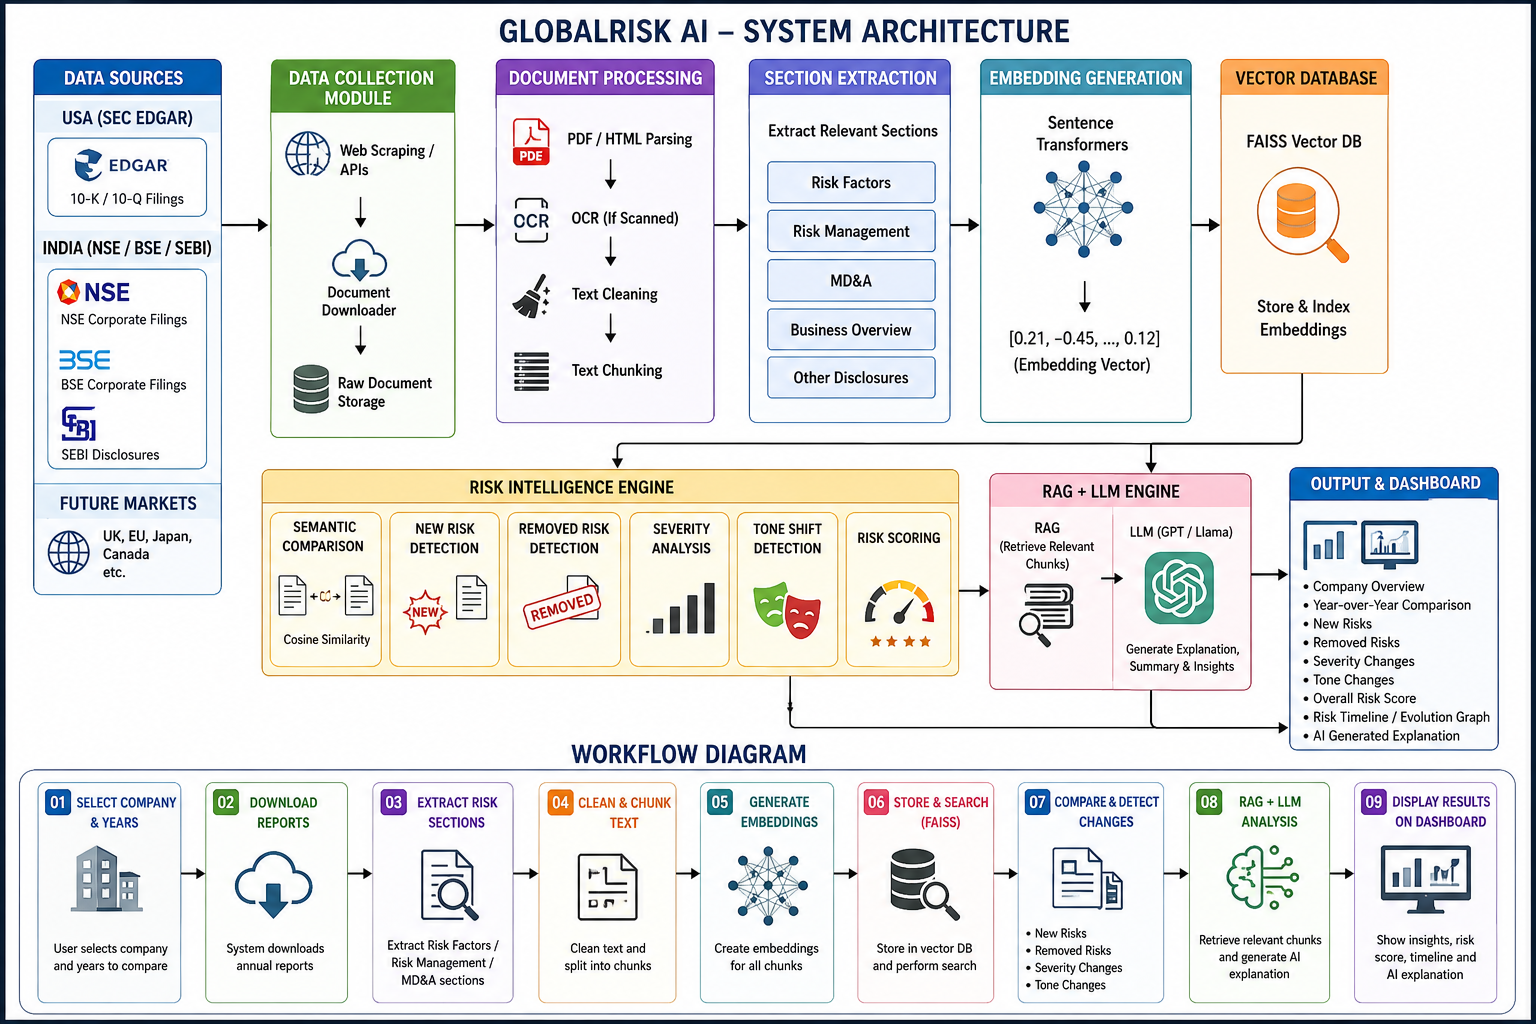 GLOBALRISK AI – SYSTEM ARCHITECTURE
DATA SOURCES
USA (SEC EDGAR)
EDGAR
10-K / 10-Q Filings
INDIA (NSE / BSE / SEBI)
NSE
NSE Corporate Filings
BSE
BSE Corporate Filings
SEBI
SEBI Disclosures
FUTURE MARKETS
UK, EU, Japan,
Canada
etc.
DATA COLLECTION
MODULE
Web Scraping /
APIs
Document
Downloader
Raw Document
Storage
DOCUMENT PROCESSING
PDE
PDF / HTML Parsing
OCR
OCR (If Scanned)
Text Cleaning
Text Chunking
SECTION EXTRACTION
Extract Relevant Sections
Risk Factors
Risk Management
MD&A
Business Overview
Other Disclosures
EMBEDDING GENERATION
Sentence
Transformers
[0.21, –0.45, ..., 0.12]
(Embedding Vector)
VECTOR DATABASE
FAISS Vector DB
Store & Index
Embeddings
RISK INTELLIGENCE ENGINE
SEMANTIC
COMPARISON
Cosine Similarity
NEW RISK
DETECTION
NEW
REMOVED RISK
DETECTION
REMOVED
SEVERITY
ANALYSIS
TONE SHIFT
DETECTION
RISK SCORING
RAG + LLM ENGINE
RAG
(Retrieve Relevant
Chunks)
LLM (GPT / Llama)
Generate Explanation,
Summary & Insights
OUTPUT & DASHBOARD
• Company Overview
• Year-over-Year Comparison
• New Risks
• Removed Risks
• Severity Changes
• Tone Changes
• Overall Risk Score
• Risk Timeline / Evolution Graph
• AI Generated Explanation
WORKFLOW DIAGRAM
01 SELECT COMPANY
& YEARS
User selects company
and years to compare
02 DOWNLOAD
REPORTS
System downloads
annual reports
03 EXTRACT RISK
SECTIONS
Extract Risk Factors /
Risk Management /
MD&A sections
04 CLEAN & CHUNK
TEXT
Clean text and
split into chunks
05 GENERATE
EMBEDDINGS
Create embeddings
for all chunks
06 STORE & SEARCH
(FAISS)
Store in vector DB
and perform search
07 COMPARE & DETECT
CHANGES
• New Risks
• Removed Risks
• Severity Changes
• Tone Changes
08 RAG + LLM
ANALYSIS
Retrieve relevant chunks
and generate AI
explanation
09 DISPLAY RESULTS
ON DASHBOARD
Show insights, risk
score, timeline and
AI explanation